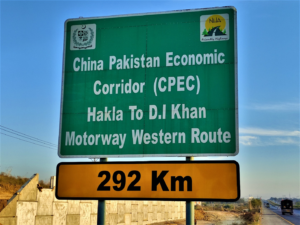 China Pakistan Economic
Corridor (CPEC)
Hakla To D.I Khan
Motorway Western Route
292 Km